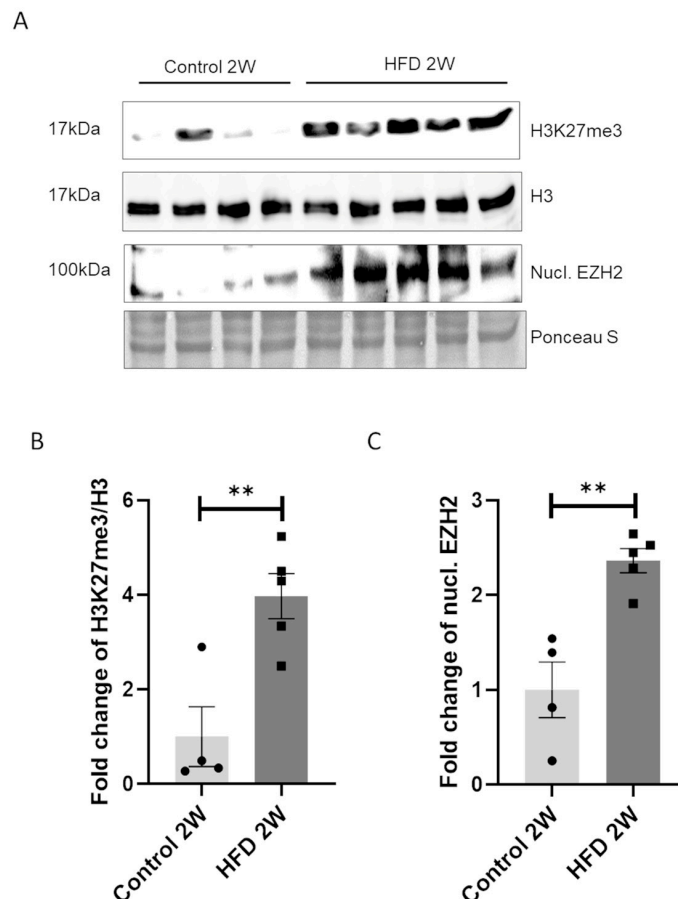 A
Control 2W HFD 2W
17kDa H3K27me3
17kDa H3
100kDa Nucl. EZH2
Ponceau S
B C
**
Fold change of H3K27me3/H3
6
4
2
0
Control 2W
HFD 2W
**
Fold change of nucl. EZH2
3
2
1
0
Control 2W
HFD 2W